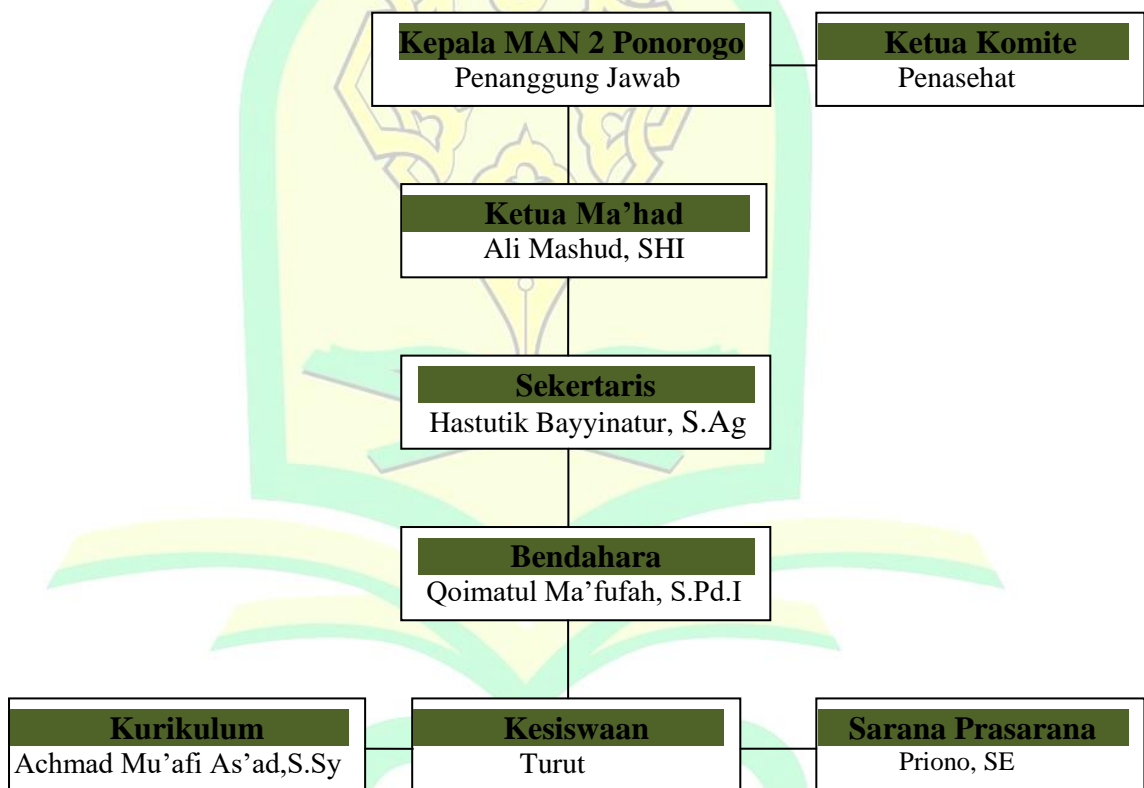 Kepala MAN 2 Ponorogo
Penanggung Jawab
Ketua Komite
Penasehat
Ketua Ma’had
Ali Mashud, SHI
Sekertaris
Hastutik Bayyinatur, S.Ag
Bendahara
Qoimatul Ma’fufah, S.Pd.I
Kurikulum
Achmad Mu’afi As’ad,S.Sy
Kesiswaan
Turut
Sarana Prasarana
Priono, SE